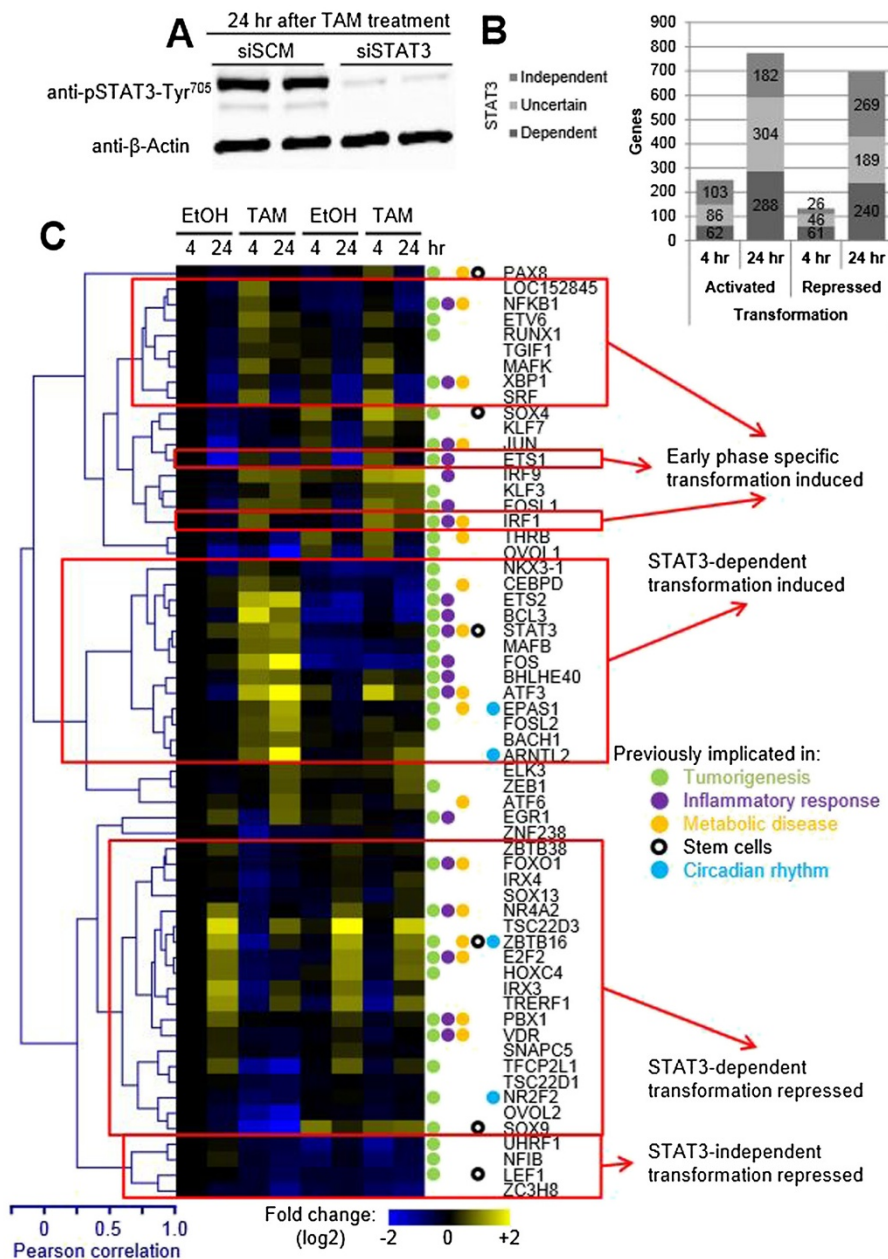 A
24 hr after TAM treatment
siSCM siSTAT3
anti-pSTAT3-Tyr705
anti-β-Actin
B
STAT3
Independent
Uncertain
Dependent
Genes
900
800
700
600
500
400
300
200
100
0
103
86
62
182
304
288
26
46
61
269
189
240
4 hr 24 hr 4 hr 24 hr
Activated Repressed
Transformation
C
EtOH TAM EtOH TAM
4 24 4 24 4 24 4 24 hr
PAX8
LOC152845
NFKB1
ETV6
RUNX1
TGIF1
MAFK
XBP1
SRF
SOX4
KLF7
JUN
ETS1
IRF9
KLF3
FOSL1
IRF1
THRB
OVOL1
NKX3-1
CEBPD
ETS2
BCL3
STAT3
MAFB
FOS
BHLHE40
ATF3
EPAS1
FOSL2
BACH1
ARNTL2
ELK3
ZEB1
ATF6
EGR1
ZNF238
ZBTB38
FOXO1
IRX4
SOX13
NR4A2
TSC22D3
ZBTB16
E2F2
HOXC4
IRX3
TRERF1
PBX1
VDR
SNAPC5
TFCP2L1
TSC22D1
NR2F2
OVOL2
SOX9
UHRF1
NFIB
LEF1
ZC3H8
Early phase specific
transformation induced
STAT3-dependent
transformation induced
Previously implicated in:
Tumorigenesis
Inflammatory response
Metabolic disease
Stem cells
Circadian rhythm
STAT3-dependent
transformation repressed
STAT3-independent
transformation repressed
0 0.5 1.0
Pearson correlation
Fold change:
(log2)
-2 0 +2